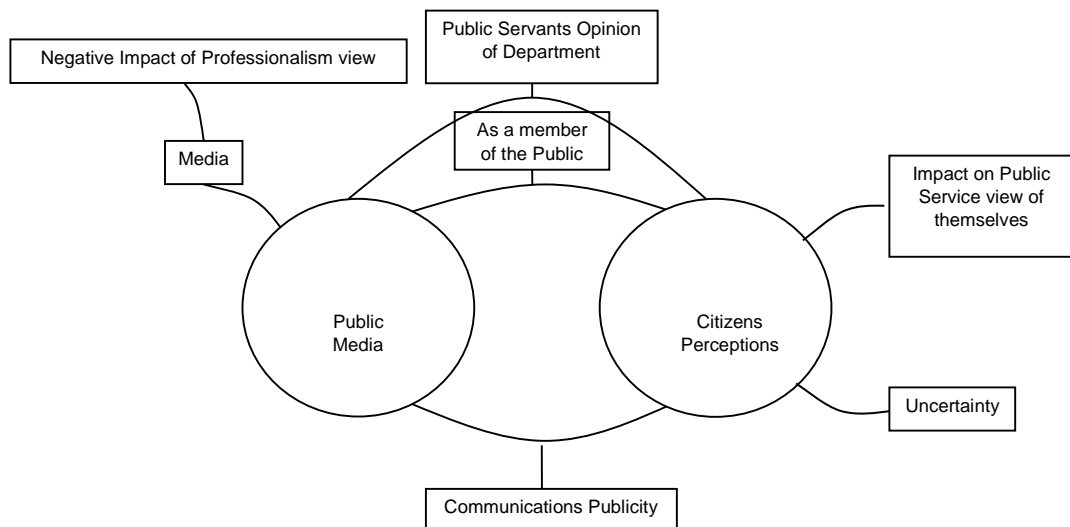 Public Servants Opinion
of Department
Negative Impact of Professionalism view
As a member
of the Public
Media
Impact on Public
Service view of
themselves
Public
Media
Citizens
Perceptions
Uncertainty
Communications Publicity